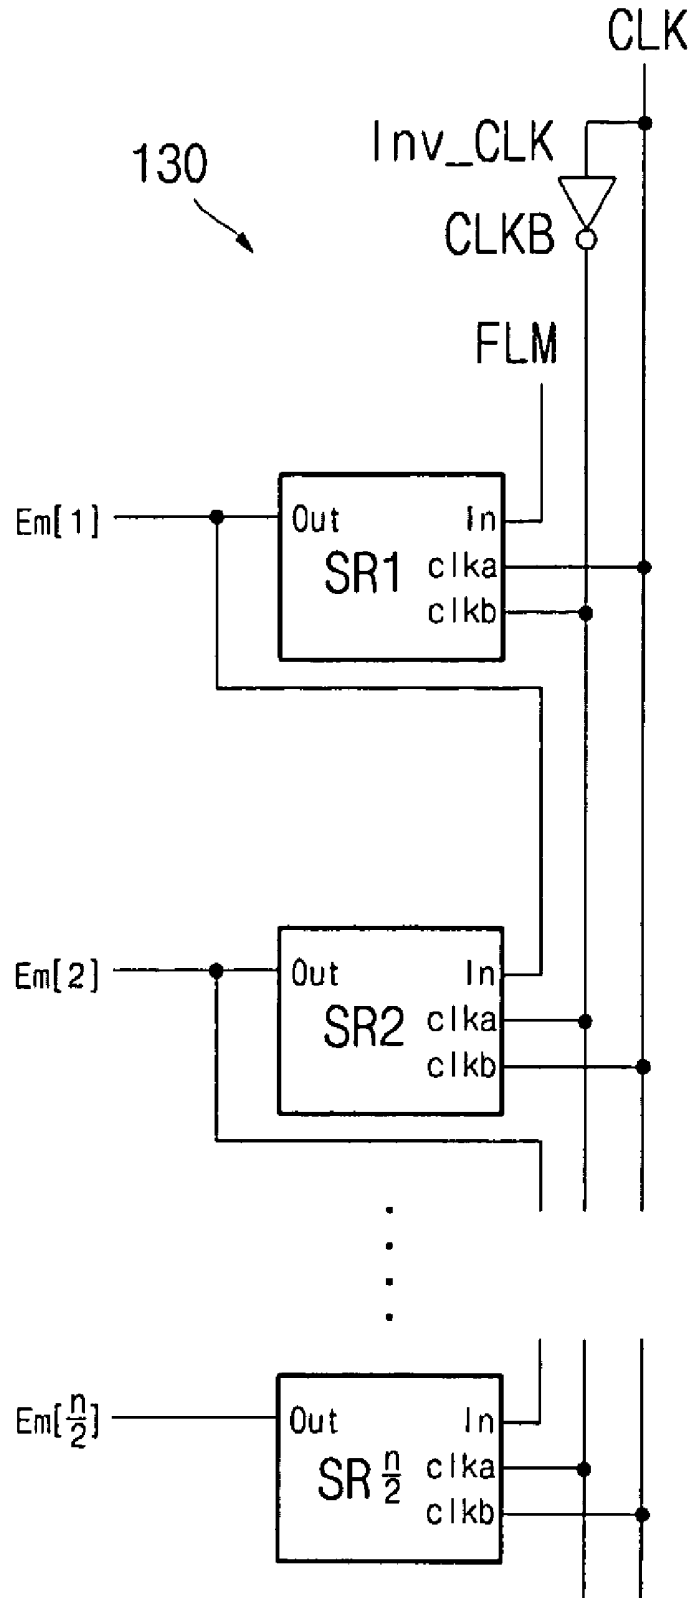 CLK
Inv_CLK
130
CLKB
FLM
Em[1]
Out
In
SR1
clka
clkb
Em[2]
Out
In
SR2
clka
clkb
Em[n/2]
Out
In
SR n/2
clka
clkb